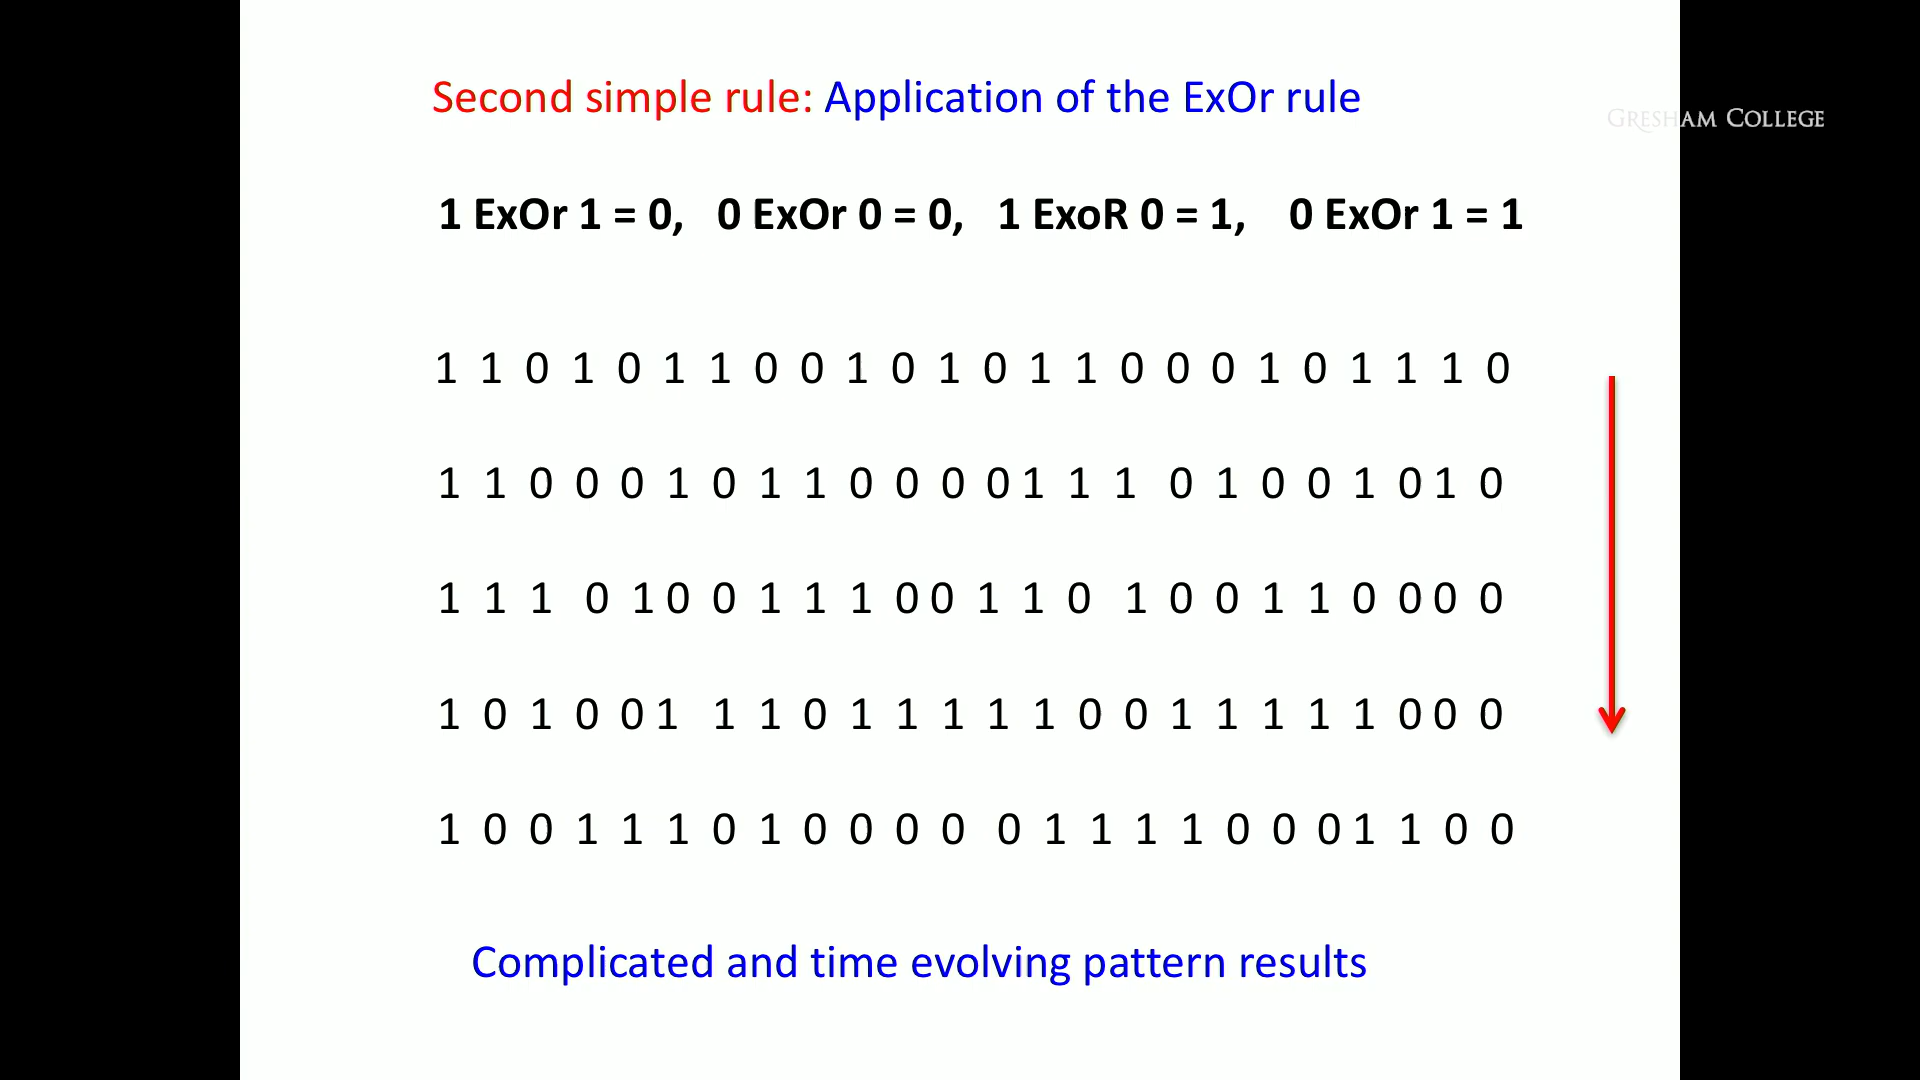 Second simple rule: Application of the ExOr rule
GRESHAM COLLEGE
1 ExOr 1 = 0, 0 ExOr 0 = 0, 1 ExoR 0 = 1, 0 ExOr 1 = 1
1 1 0 1 0 1 1 0 0 1 0 1 0 1 1 0 0 0 1 0 1 1 1 0
1 1 0 0 0 1 0 1 1 0 0 0 0 1 1 1 0 1 0 0 1 0 1 0
1 1 1 0 1 0 0 1 1 1 0 0 1 1 0 1 0 0 1 1 0 0 0 0
1 0 1 0 0 1 1 1 0 1 1 1 1 1 0 0 1 1 1 1 1 0 0 0
1 0 0 1 1 1 0 1 0 0 0 0 0 1 1 1 1 0 0 0 1 1 0 0
Complicated and time evolving pattern results